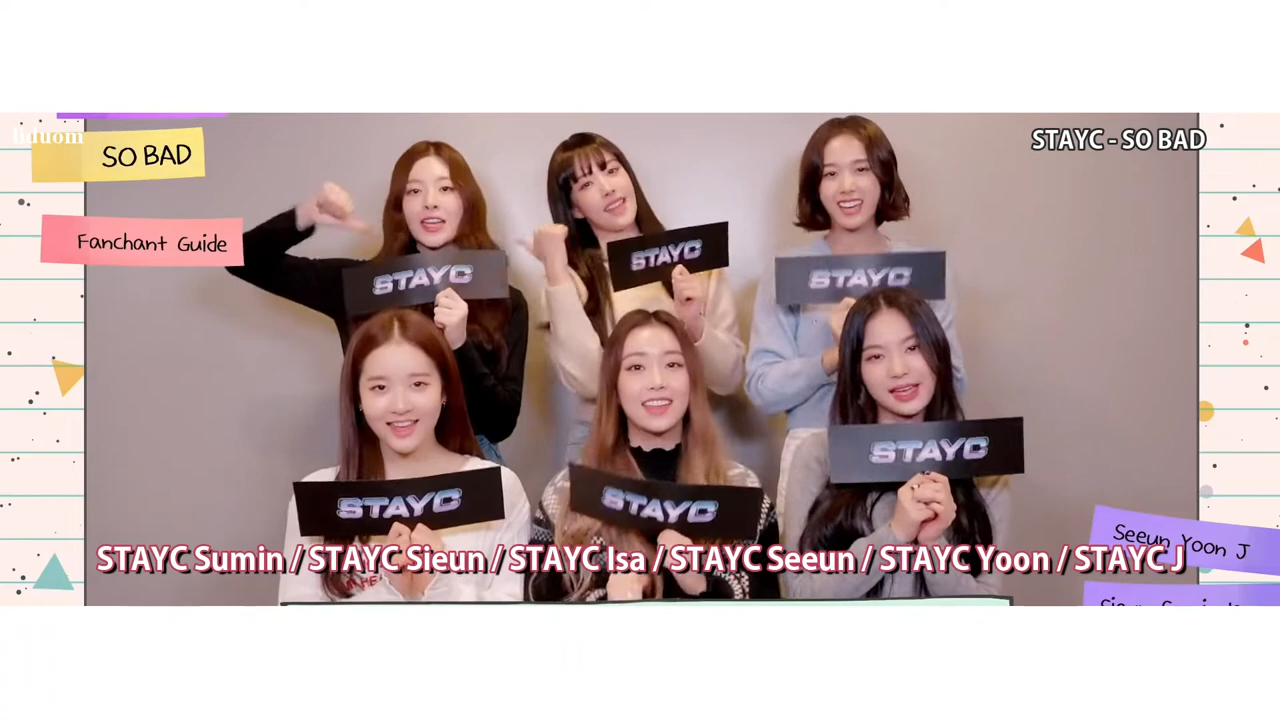 liduom
SO BAD
STAYC - SO BAD
Fanchant Guide
STAYC
STAYC
STAYC
STAYC
STAYC
STAYC
Seeun Yoon J
STAYC Sumin / STAYC Sieun / STAYC Isa / STAYC Seeun / STAYC Yoon / STAYC J